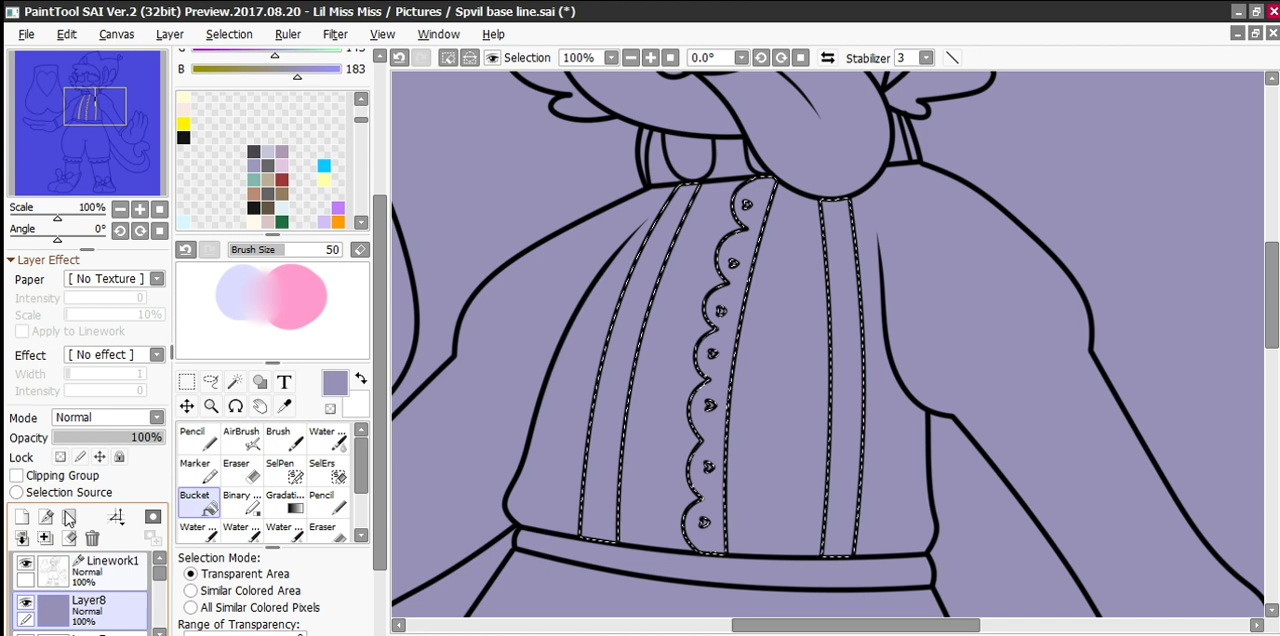 PaintTool SAI Ver.2 (32bit) Preview.2017.08.20 - Lil Miss Miss / Pictures / Spvil base line.sai (*)
File Edit Canvas Layer Selection Ruler Filter View Window Help
Selection 100% 0.0° Stabilizer 3
B 183
Scale 100%
Angle 0°
Brush Size 50
Layer Effect
Paper [ No Texture ]
Intensity 0
Scale 10%
Apply to Linework
Effect [ No effect ]
Width 1
Intensity 0
T
Mode Normal
Opacity 100%
Lock
Clipping Group
Selection Source
Pencil AirBrush Brush Water ...
Marker Eraser SelPen SelErs
Bucket Binary ... Gradati... Pencil
Water ... Water ... Water ... Eraser
Selection Mode:
Transparent Area
Similar Colored Area
All Similar Colored Pixels
Range of Transparency:
Linework1
Normal
100%
Layer8
Normal
100%